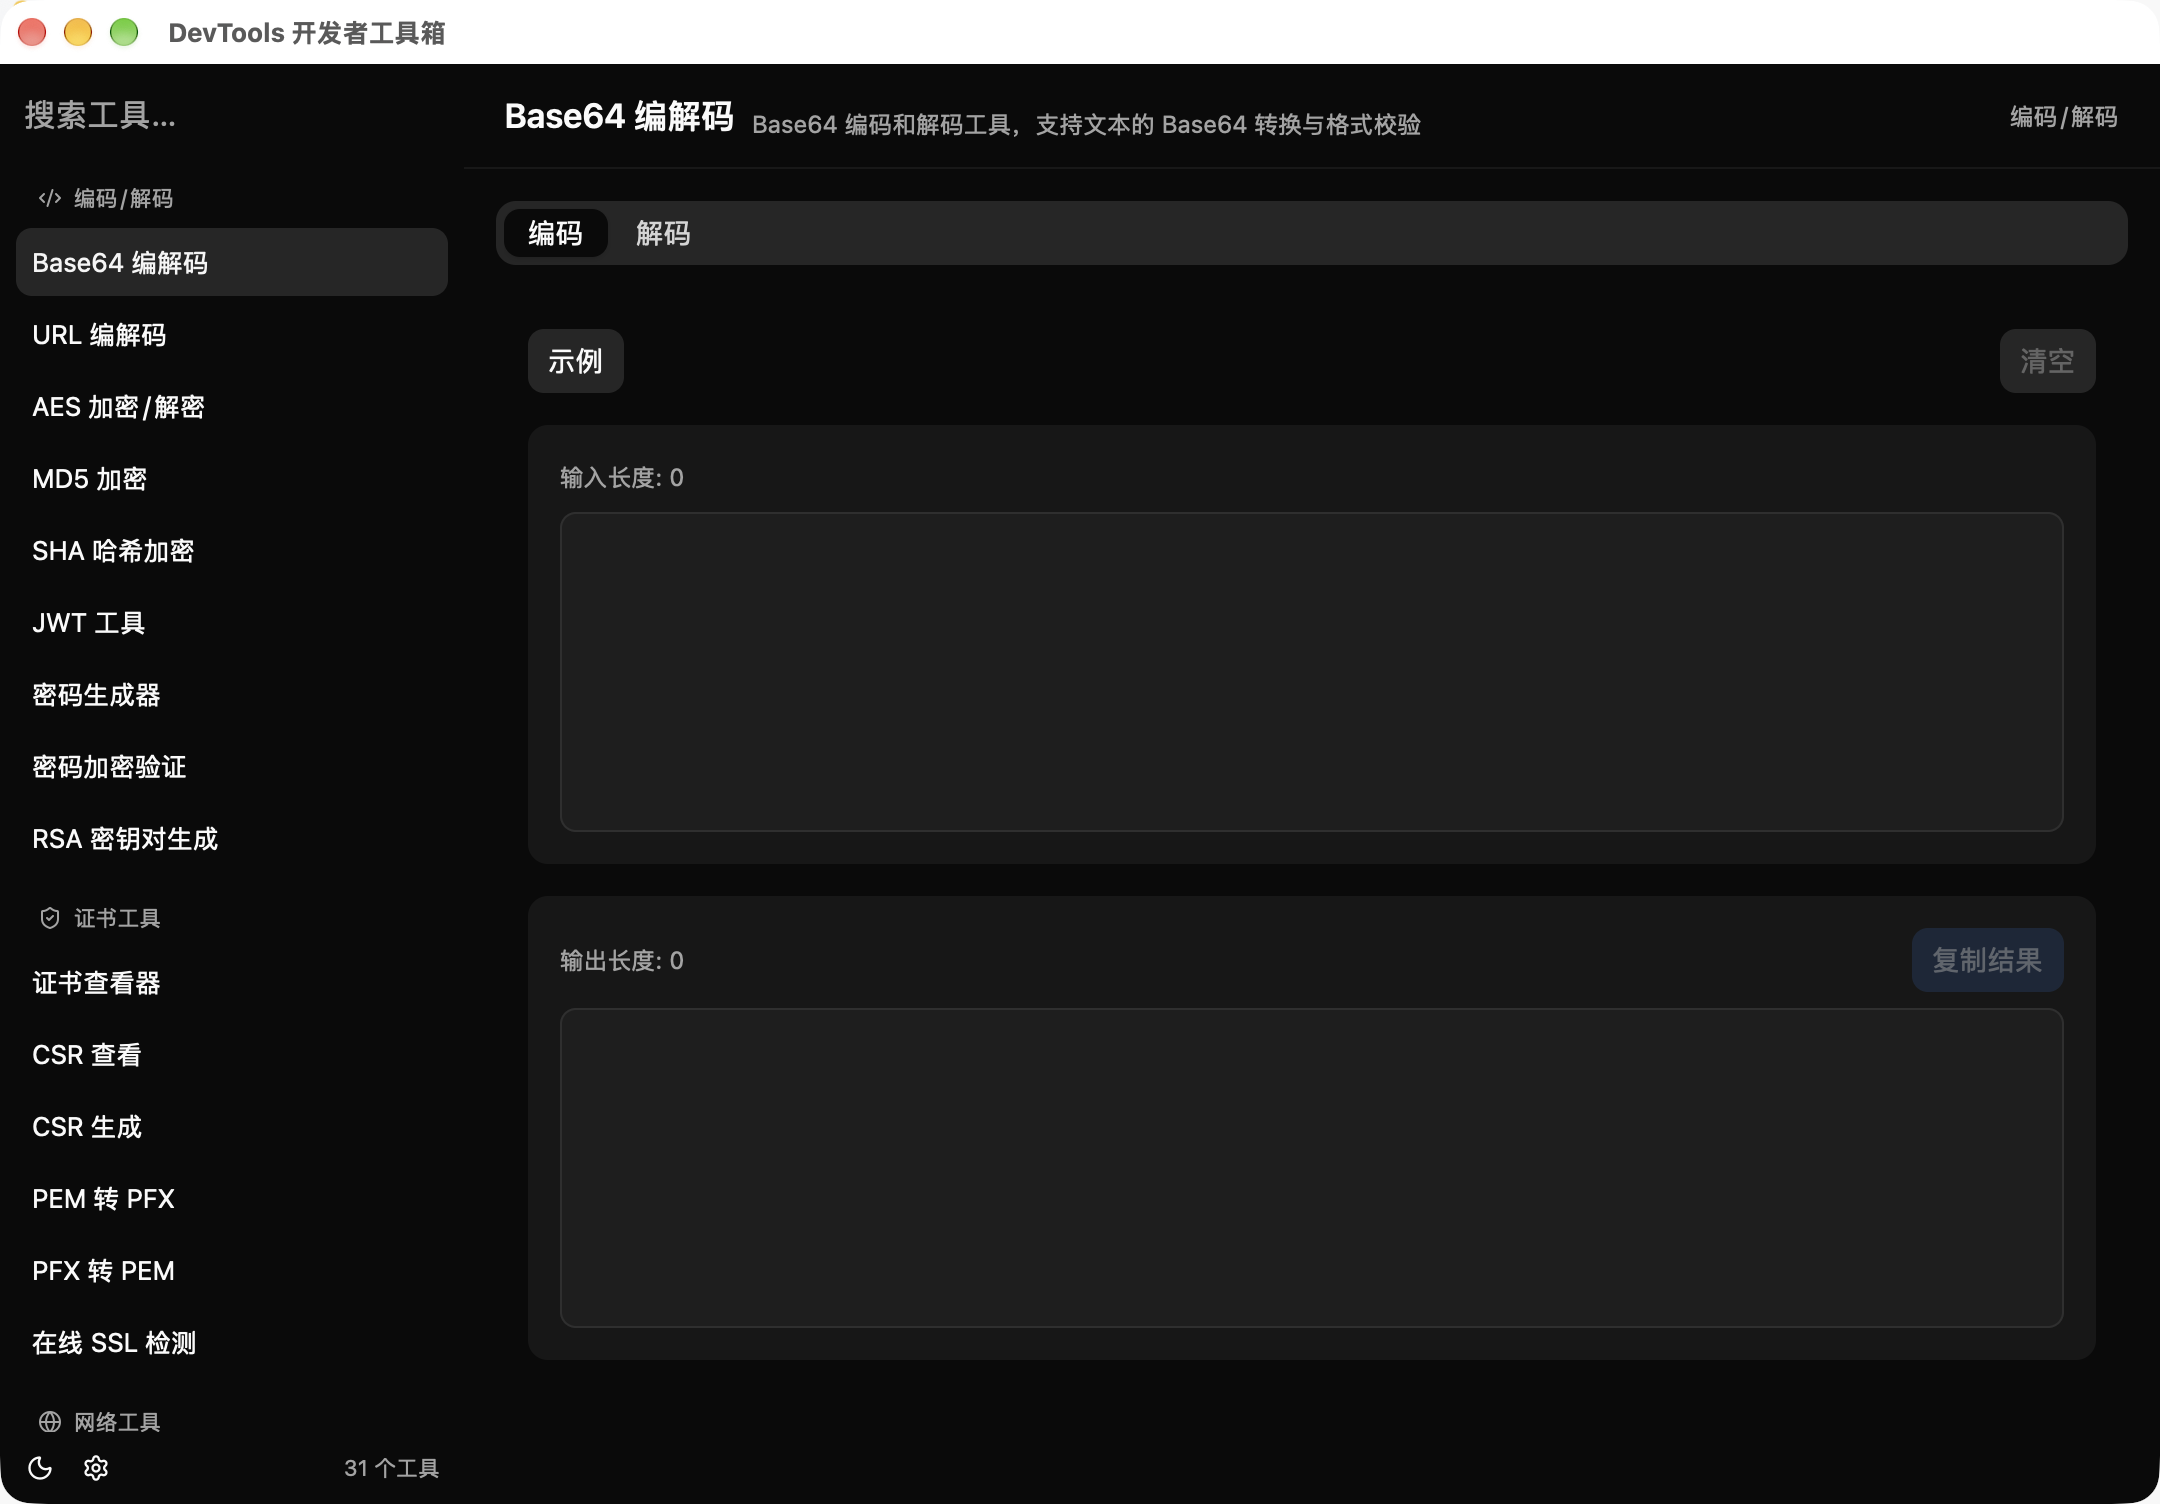 DevTools 开发者工具箱
搜索工具...
编码/解码
Base64 编解码
URL 编解码
AES 加密/解密
MD5 加密
SHA 哈希加密
JWT 工具
密码生成器
密码加密验证
RSA 密钥对生成
证书工具
证书查看器
CSR 查看
CSR 生成
PEM 转 PFX
PFX 转 PEM
在线 SSL 检测
网络工具
31 个工具
Base64 编解码 Base64 编码和解码工具，支持文本的 Base64 转换与格式校验
编码/解码
编码 解码
示例 清空
输入长度: 0
输出长度: 0 复制结果